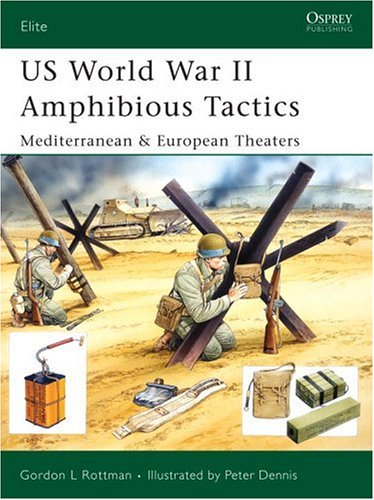 Elite
OSPREY
PUBLISHING
US World War II
Amphibious Tactics
Mediterranean & European Theaters
Gordon L Rottman • Illustrated by Peter Dennis